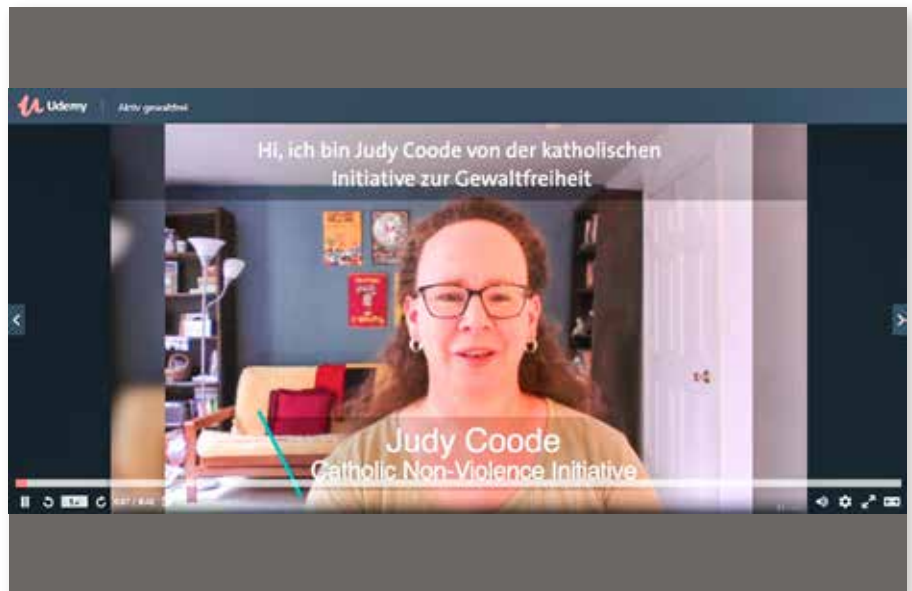 Udemy
Aktiv gewaltfrei
Hi, ich bin Judy Coode von der katholischen
Initiative zur Gewaltfreiheit
Judy Coode
Catholic Non-Violence Initiative